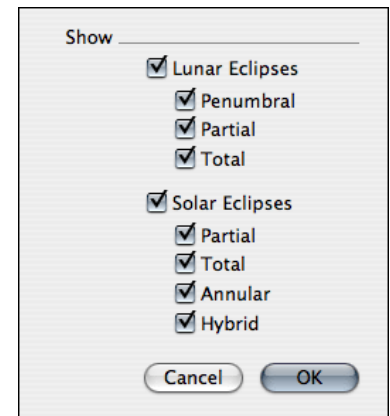 Show
Lunar Eclipses
Penumbral
Partial
Total
Solar Eclipses
Partial
Total
Annular
Hybrid
Cancel OK